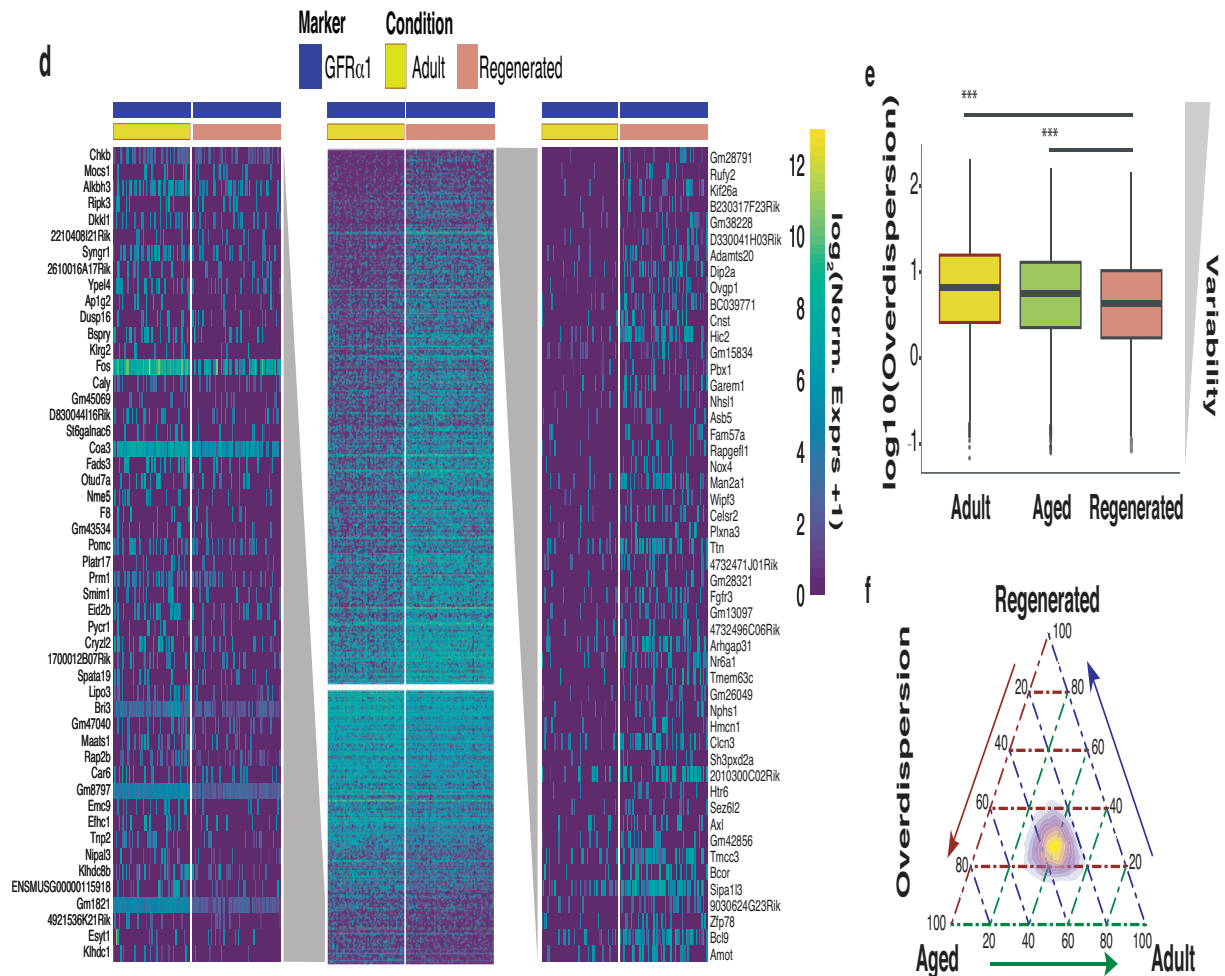 d
Marker
Condition
GFRα1
Adult
Regenerated
Chkb
Mocs1
Alkbh3
Ripk3
Dkkl1
2210408I21Rik
Syngr1
2610016A17Rik
Ypel4
Ap1g2
Dusp16
Bspry
Klrg2
Fos
Caly
Gm45069
D830044I16Rik
St6galnac6
Coa3
Fads3
Otud7a
Nme5
F8
Gm43534
Pomc
Platr17
Prm1
Smim1
Eid2b
Pycr1
Cryzl2
1700012B07Rik
Spata19
Lipo3
Bri3
Gm47040
Maats1
Rap2b
Car6
Gm8797
Emc9
Efhc1
Tnp2
Nipal3
Klhdc8b
ENSMUSG00000115918
Gm1821
4921536K21Rik
Esyt1
Klhdc1
Gm28791
Rufy2
Kif26a
B230317F23Rik
Gm38228
D330041H03Rik
Adamts20
Dip2a
Ovgp1
BC039771
Cnst
Hic2
Gm15834
Pbx1
Garem1
Nhsl1
Asb5
Fam57a
Rapgefl1
Nox4
Man2a1
Wipf3
Celsr2
Plxna3
Ttn
4732471J01Rik
Gm28321
Fgfr3
Gm13097
4732496C06Rik
Arhgap31
Nr6a1
Tmem63c
Gm26049
Nphs1
Hmcn1
Clcn3
Sh3pxd2a
2010300C02Rik
Htr6
Sez6l2
Axl
Gm42856
Tmcc3
Bcor
Sipa1l3
9030624G23Rik
Zfp78
Bcl9
Amot
12
10
8
6
4
2
0
log2(Norm. Exprs +1)
e
***
***
log10(Overdispersion)
2
1
0
-1
Adult
Aged
Regenerated
Variability
f
Overdispersion
Regenerated
100
20
80
40
60
60
40
80
20
100
20
40
60
80
100
Aged
Adult